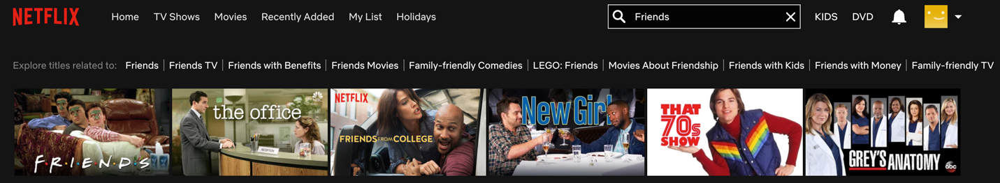 NETFLIX Home TV Shows Movies Recently Added My List Holidays Friends KIDS DVD
Explore titles related to: Friends | Friends TV | Friends with Benefits | Friends Movies | Family-friendly Comedies | LEGO: Friends | Movies About Friendship | Friends with Kids | Friends with Money | Family-friendly TV
F·R·I·E·N·D·S
the office
NBC
RECEPTION
NETFLIX
FRIENDS FROM COLLEGE
New Girl
THAT
70s
SHOW
GREY'S ANATOMY
abc